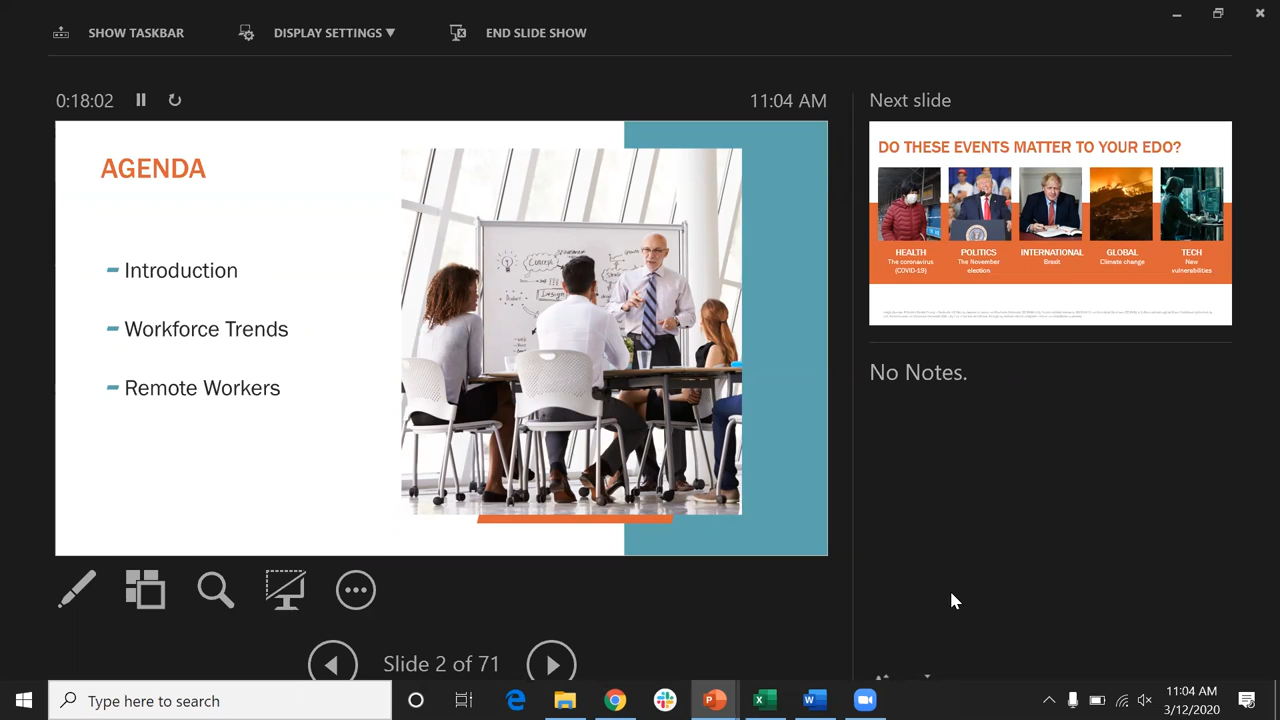 SHOW TASKBAR
DISPLAY SETTINGS ▼
END SLIDE SHOW
0:18:02
11:04 AM
AGENDA
Introduction
Workforce Trends
Remote Workers
Concept
Design
Next slide
DO THESE EVENTS MATTER TO YOUR EDO?
HEALTH
The coronavirus
(COVID-19)
POLITICS
The November
election
INTERNATIONAL
Brexit
GLOBAL
Climate change
TECH
New
vulnerabilities
No Notes.
Slide 2 of 71
Type here to search
11:04 AM
3/12/2020